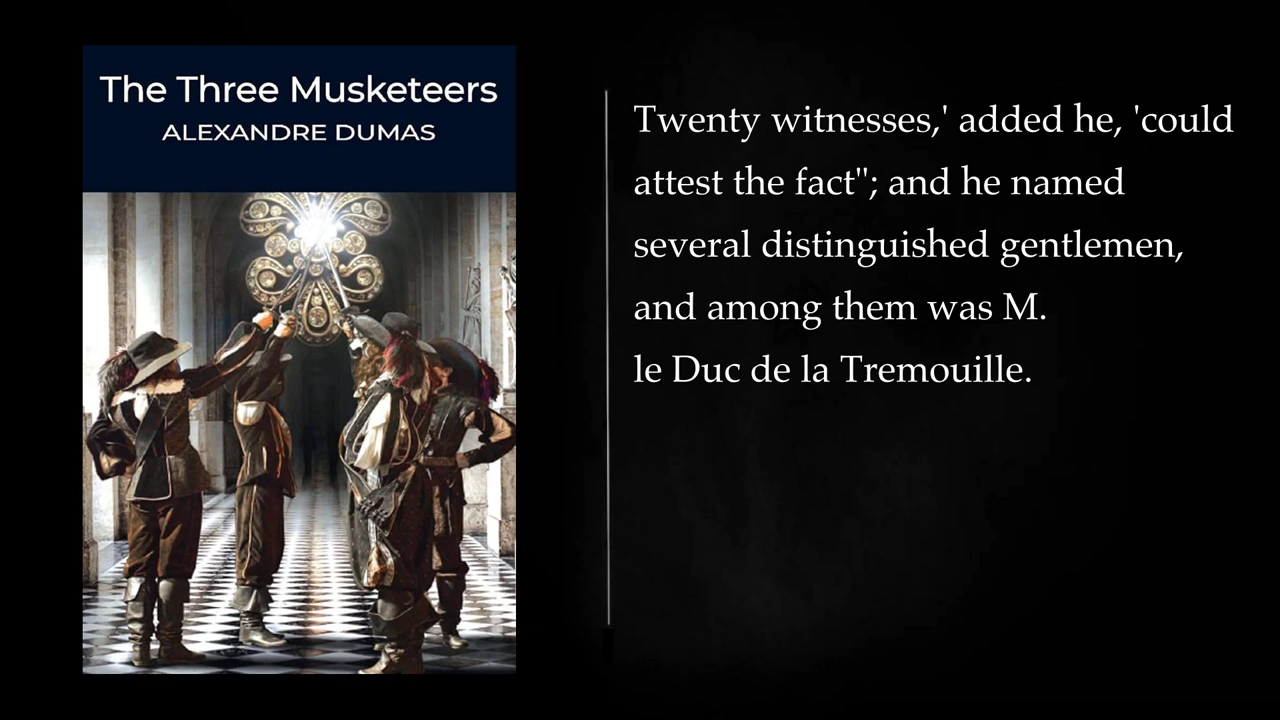 The Three Musketeers
ALEXANDRE DUMAS
Twenty witnesses,' added he, 'could
attest the fact"; and he named
several distinguished gentlemen,
and among them was M.
le Duc de la Tremouille.